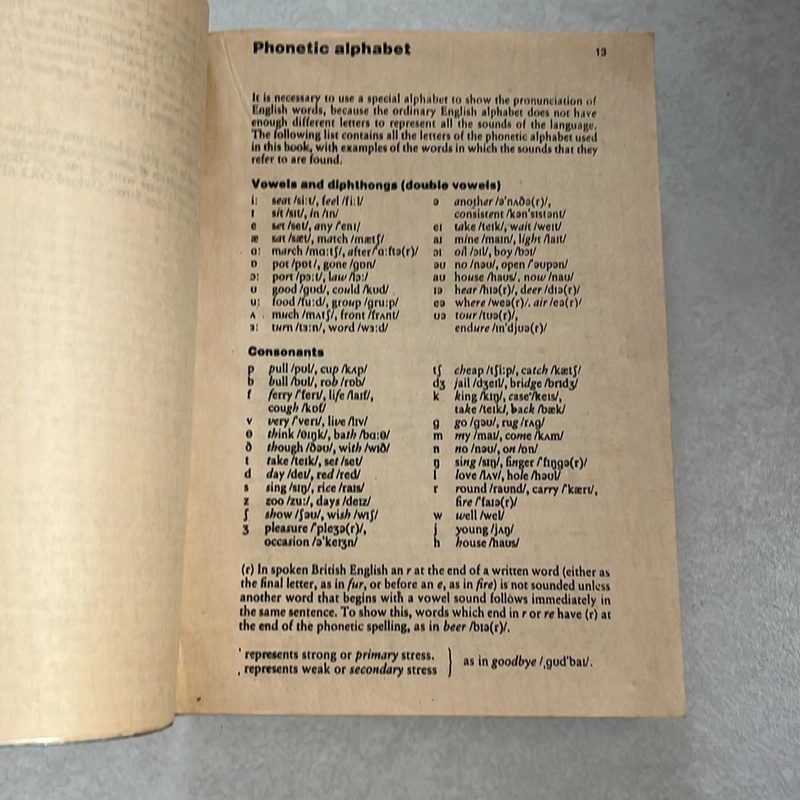 Phonetic alphabet 13
It is necessary to use a special alphabet to show the pronunciation of
English words, because the ordinary English alphabet does not have
enough different letters to represent all the sounds of the language.
The following list contains all the letters of the phonetic alphabet used
in this book, with examples of the words in which the sounds that they
refer to are found.
Vowels and diphthongs (double vowels)
iː seat /siːt/, feel /fiːl/
ɪ sit /sɪt/, in /ɪn/
e set /set/, any /ˈenɪ/
æ sat /sæt/, match /mætʃ/
ɑː march /mɑːtʃ/, after /ˈɑːftə(r)/
ɒ pot /pɒt/, gone /gɒn/
ɔː port /pɔːt/, law /lɔː/
ʊ good /gʊd/, could /kʊd/
uː food /fuːd/, group /gruːp/
ʌ much /mʌtʃ/, front /frʌnt/
ɜː turn /tɜːn/, word /wɜːd/
ə another /əˈnʌðə(r)/,
consistent /kənˈsɪstənt/
eɪ take /teɪk/, wait /weɪt/
aɪ mine /maɪn/, light /laɪt/
ɔɪ oil /ɔɪl/, boy /bɔɪ/
əʊ no /nəʊ/, open /ˈəʊpən/
aʊ house /haʊs/, now /naʊ/
ɪə hear /hɪə(r)/, deer /dɪə(r)/
eə where /weə(r)/, air /eə(r)/
ʊə tour /tʊə(r)/,
endure /ɪnˈdjʊə(r)/
Consonants
p pull /pʊl/, cup /kʌp/
b bull /bʊl/, rob /rɒb/
f ferry /ˈferɪ/, life /laɪf/,
cough /kɒf/
v very /ˈverɪ/, live /lɪv/
θ think /θɪŋk/, bath /bɑːθ/
ð though /ðəʊ/, with /wɪð/
t take /teɪk/, set /set/
d day /deɪ/, red /red/
s sing /sɪŋ/, rice /raɪs/
z zoo /zuː/, days /deɪz/
ʃ show /ʃəʊ/, wish /wɪʃ/
ʒ pleasure /ˈpleʒə(r)/,
occasion /əˈkeɪʒn/
tʃ cheap /tʃiːp/, catch /kætʃ/
dʒ jail /dʒeɪl/, bridge /brɪdʒ/
k king /kɪŋ/, case /keɪs/,
take /teɪk/, back /bæk/
g go /gəʊ/, rug /rʌg/
m my /maɪ/, come /kʌm/
n no /nəʊ/, on /ɒn/
ŋ sing /sɪŋ/, finger /ˈfɪŋgə(r)/
l love /lʌv/, hole /həʊl/
r round /raʊnd/, carry /ˈkærɪ/,
fire /ˈfaɪə(r)/
w well /wel/
j young /jʌŋ/
h house /haʊs/
(r) In spoken British English an r at the end of a written word (either as
the final letter, as in fur, or before an e, as in fire) is not sounded unless
another word that begins with a vowel sound follows immediately in
the same sentence. To show this, words which end in r or re have (r) at
the end of the phonetic spelling, as in beer /bɪə(r)/.
ˈ represents strong or primary stress.
ˌ represents weak or secondary stress
as in goodbye /ˌgʊdˈbaɪ/.